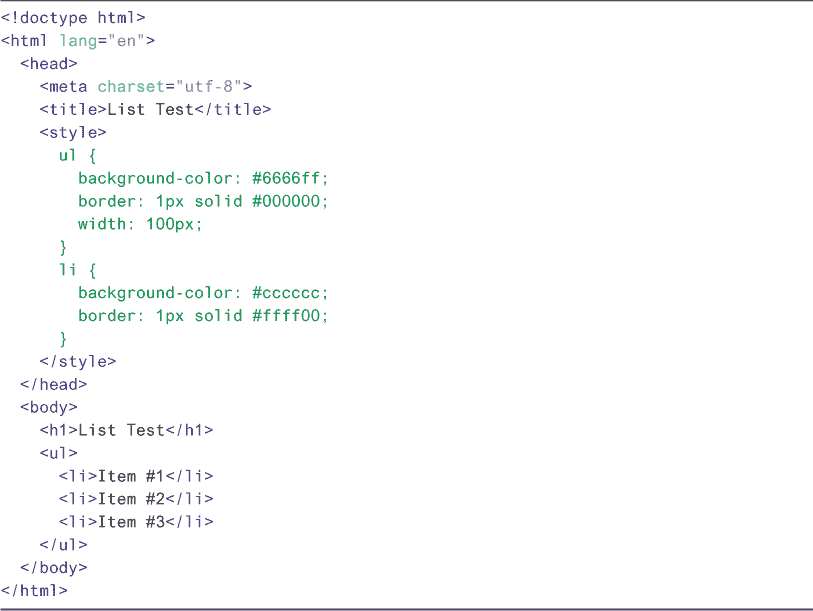 <!doctype html>
<html lang="en">
  <head>
    <meta charset="utf-8">
    <title>List Test</title>
    <style>
      ul {
        background-color: #6666ff;
        border: 1px solid #000000;
        width: 100px;
      }
      li {
        background-color: #cccccc;
        border: 1px solid #ffff00;
      }
    </style>
  </head>
  <body>
    <h1>List Test</h1>
    <ul>
      <li>Item #1</li>
      <li>Item #2</li>
      <li>Item #3</li>
    </ul>
  </body>
</html>